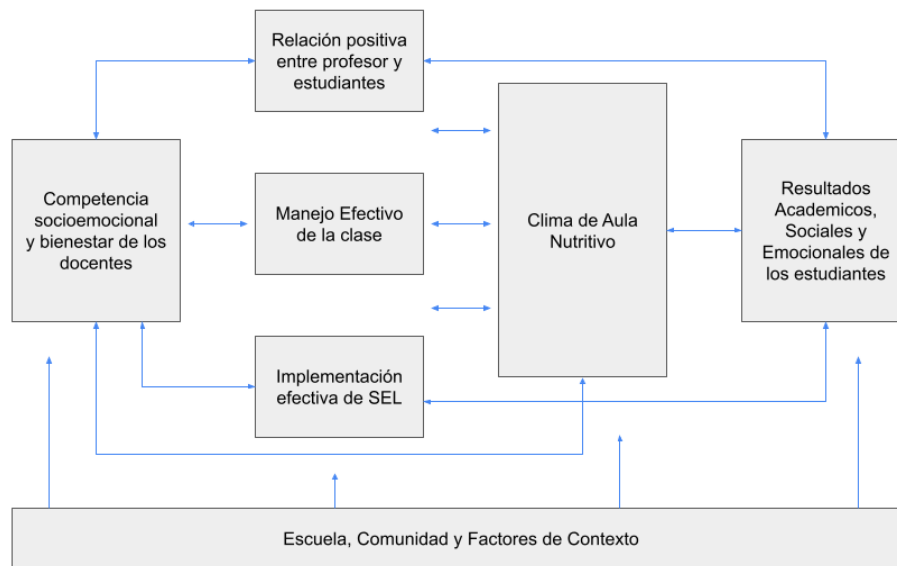 Relación positiva
entre profesor y
estudiantes
Competencia
socioemocional
y bienestar de los
docentes
Manejo Efectivo
de la clase
Clima de Aula
Nutritivo
Resultados
Academicos,
Sociales y
Emocionales de
los estudiantes
Implementación
efectiva de SEL
Escuela, Comunidad y Factores de Contexto